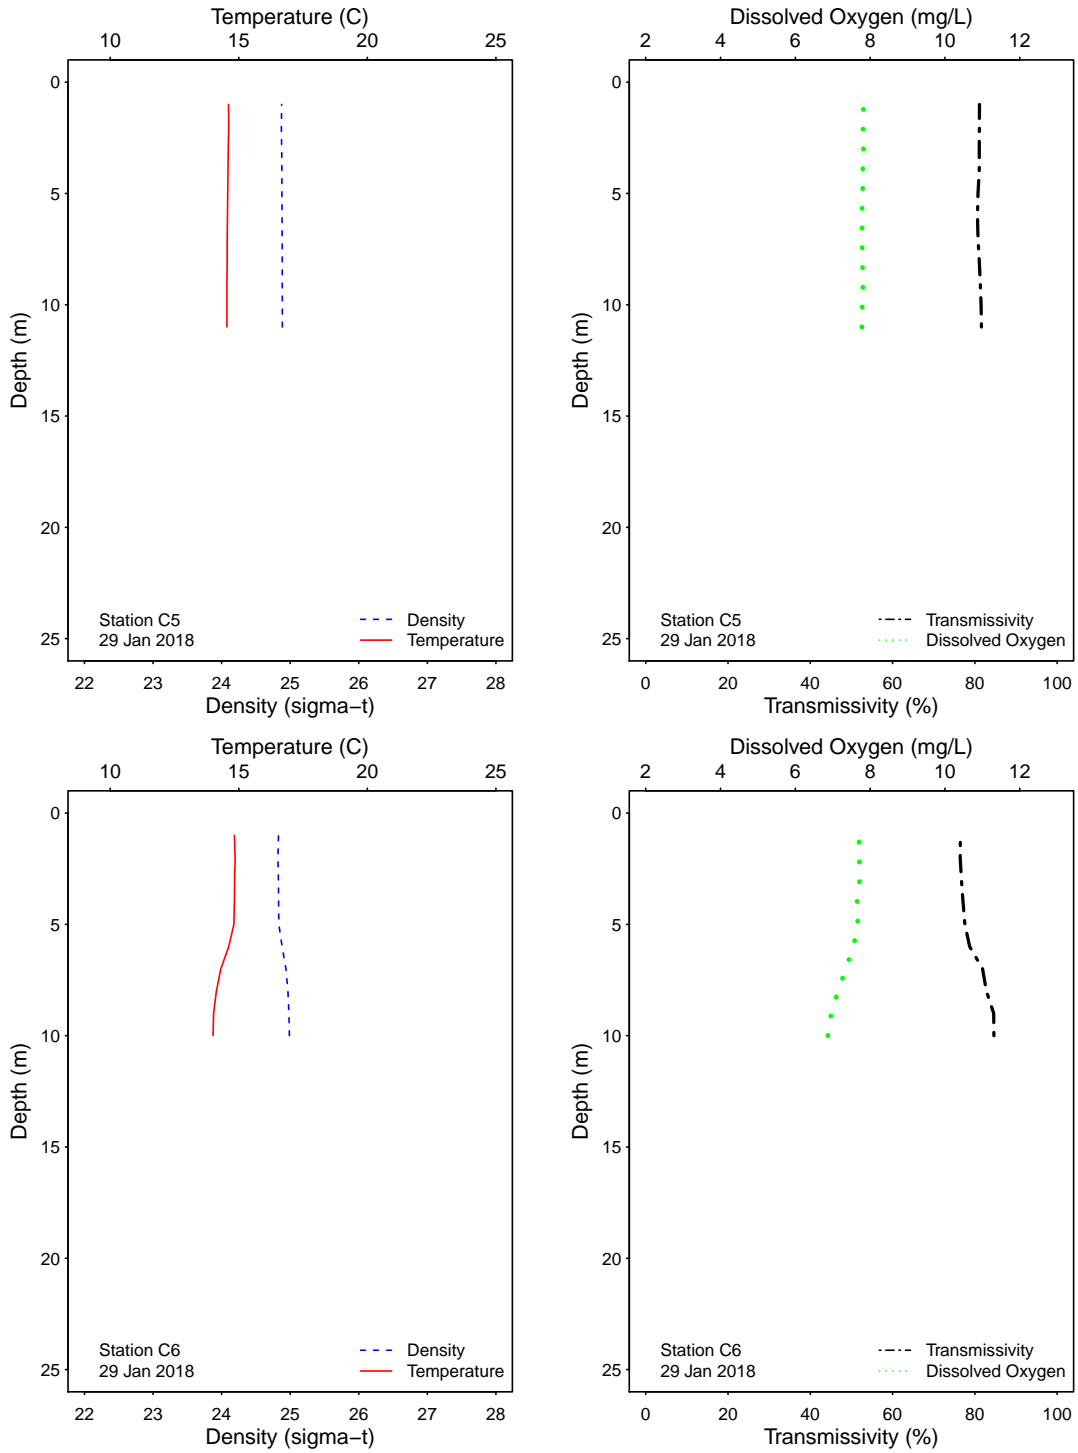 Temperature (C)
10 15 20 25
0
5
10
15
20
25
Depth (m)
Station C5
29 Jan 2018
Density
Temperature
22 23 24 25 26 27 28
Density (sigma−t)
Dissolved Oxygen (mg/L)
2 4 6 8 10 12
0
5
10
15
20
25
Depth (m)
Station C5
29 Jan 2018
Transmissivity
Dissolved Oxygen
0 20 40 60 80 100
Transmissivity (%)
Temperature (C)
10 15 20 25
0
5
10
15
20
25
Depth (m)
Station C6
29 Jan 2018
Density
Temperature
22 23 24 25 26 27 28
Density (sigma−t)
Dissolved Oxygen (mg/L)
2 4 6 8 10 12
0
5
10
15
20
25
Depth (m)
Station C6
29 Jan 2018
Transmissivity
Dissolved Oxygen
0 20 40 60 80 100
Transmissivity (%)